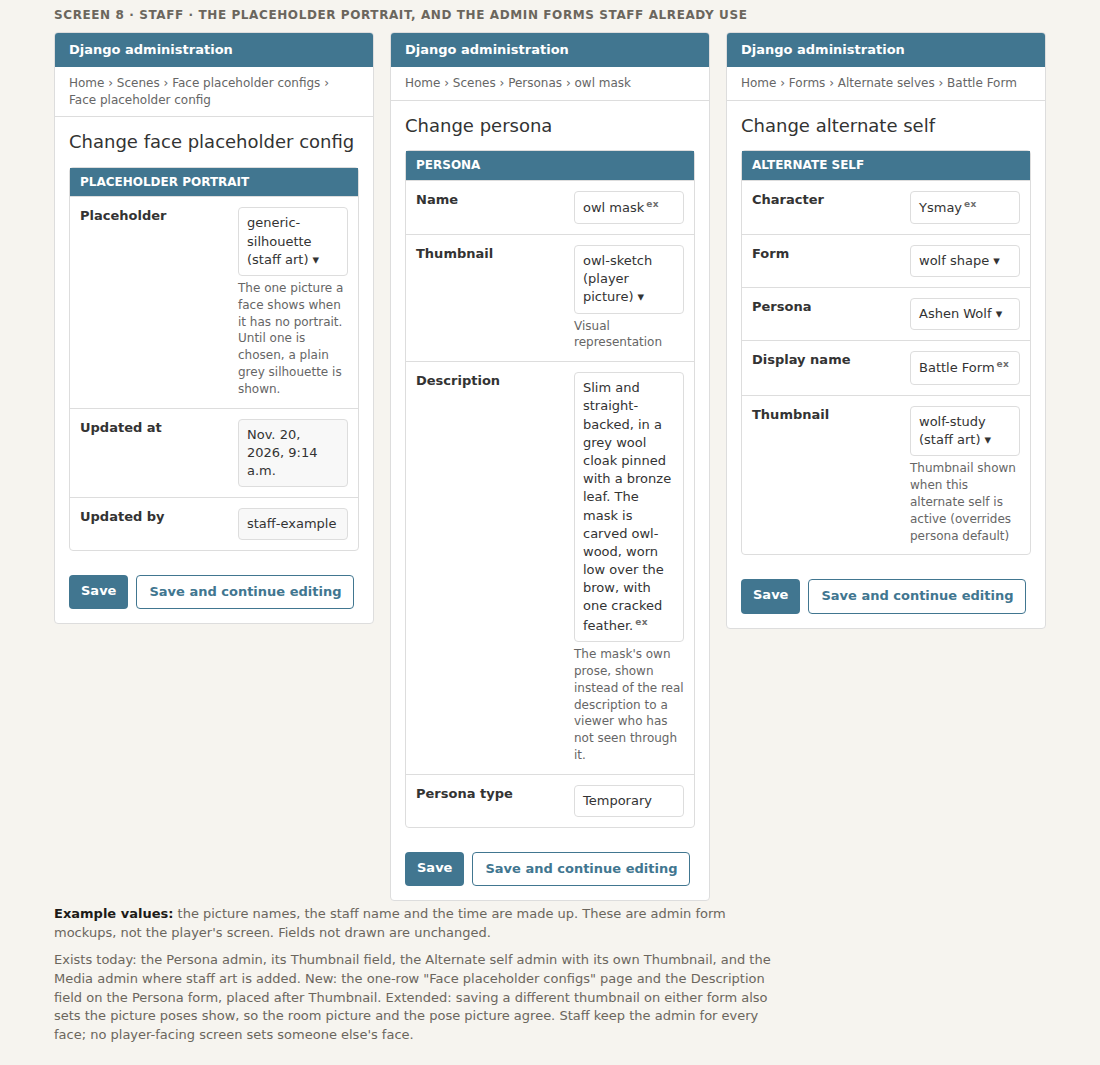 SCREEN 8 · STAFF · THE PLACEHOLDER PORTRAIT, AND THE ADMIN FORMS STAFF ALREADY USE
Django administration
Home › Scenes › Face placeholder configs ›
Face placeholder config
Change face placeholder config
PLACEHOLDER PORTRAIT
Placeholder
generic-
silhouette
(staff art) ▾
The one picture a
face shows when
it has no portrait.
Until one is
chosen, a plain
grey silhouette is
shown.
Updated at
Nov. 20,
2026, 9:14
a.m.
Updated by
staff-example
Save
Save and continue editing
Django administration
Home › Scenes › Personas › owl mask
Change persona
PERSONA
Name
owl mask ex
Thumbnail
owl-sketch
(player
picture) ▾
Visual
representation
Description
Slim and
straight-
backed, in a
grey wool
cloak pinned
with a bronze
leaf. The
mask is
carved owl-
wood, worn
low over the
brow, with
one cracked
feather. ex
The mask's own
prose, shown
instead of the real
description to a
viewer who has
not seen through
it.
Persona type
Temporary
Save
Save and continue editing
Django administration
Home › Forms › Alternate selves › Battle Form
Change alternate self
ALTERNATE SELF
Character
Ysmay ex
Form
wolf shape ▾
Persona
Ashen Wolf ▾
Display name
Battle Form ex
Thumbnail
wolf-study
(staff art) ▾
Thumbnail shown
when this
alternate self is
active (overrides
persona default)
Save
Save and continue editing
Example values: the picture names, the staff name and the time are made up. These are admin form
mockups, not the player's screen. Fields not drawn are unchanged.
Exists today: the Persona admin, its Thumbnail field, the Alternate self admin with its own Thumbnail, and the
Media admin where staff art is added. New: the one-row "Face placeholder configs" page and the Description
field on the Persona form, placed after Thumbnail. Extended: saving a different thumbnail on either form also
sets the picture poses show, so the room picture and the pose picture agree. Staff keep the admin for every
face; no player-facing screen sets someone else's face.